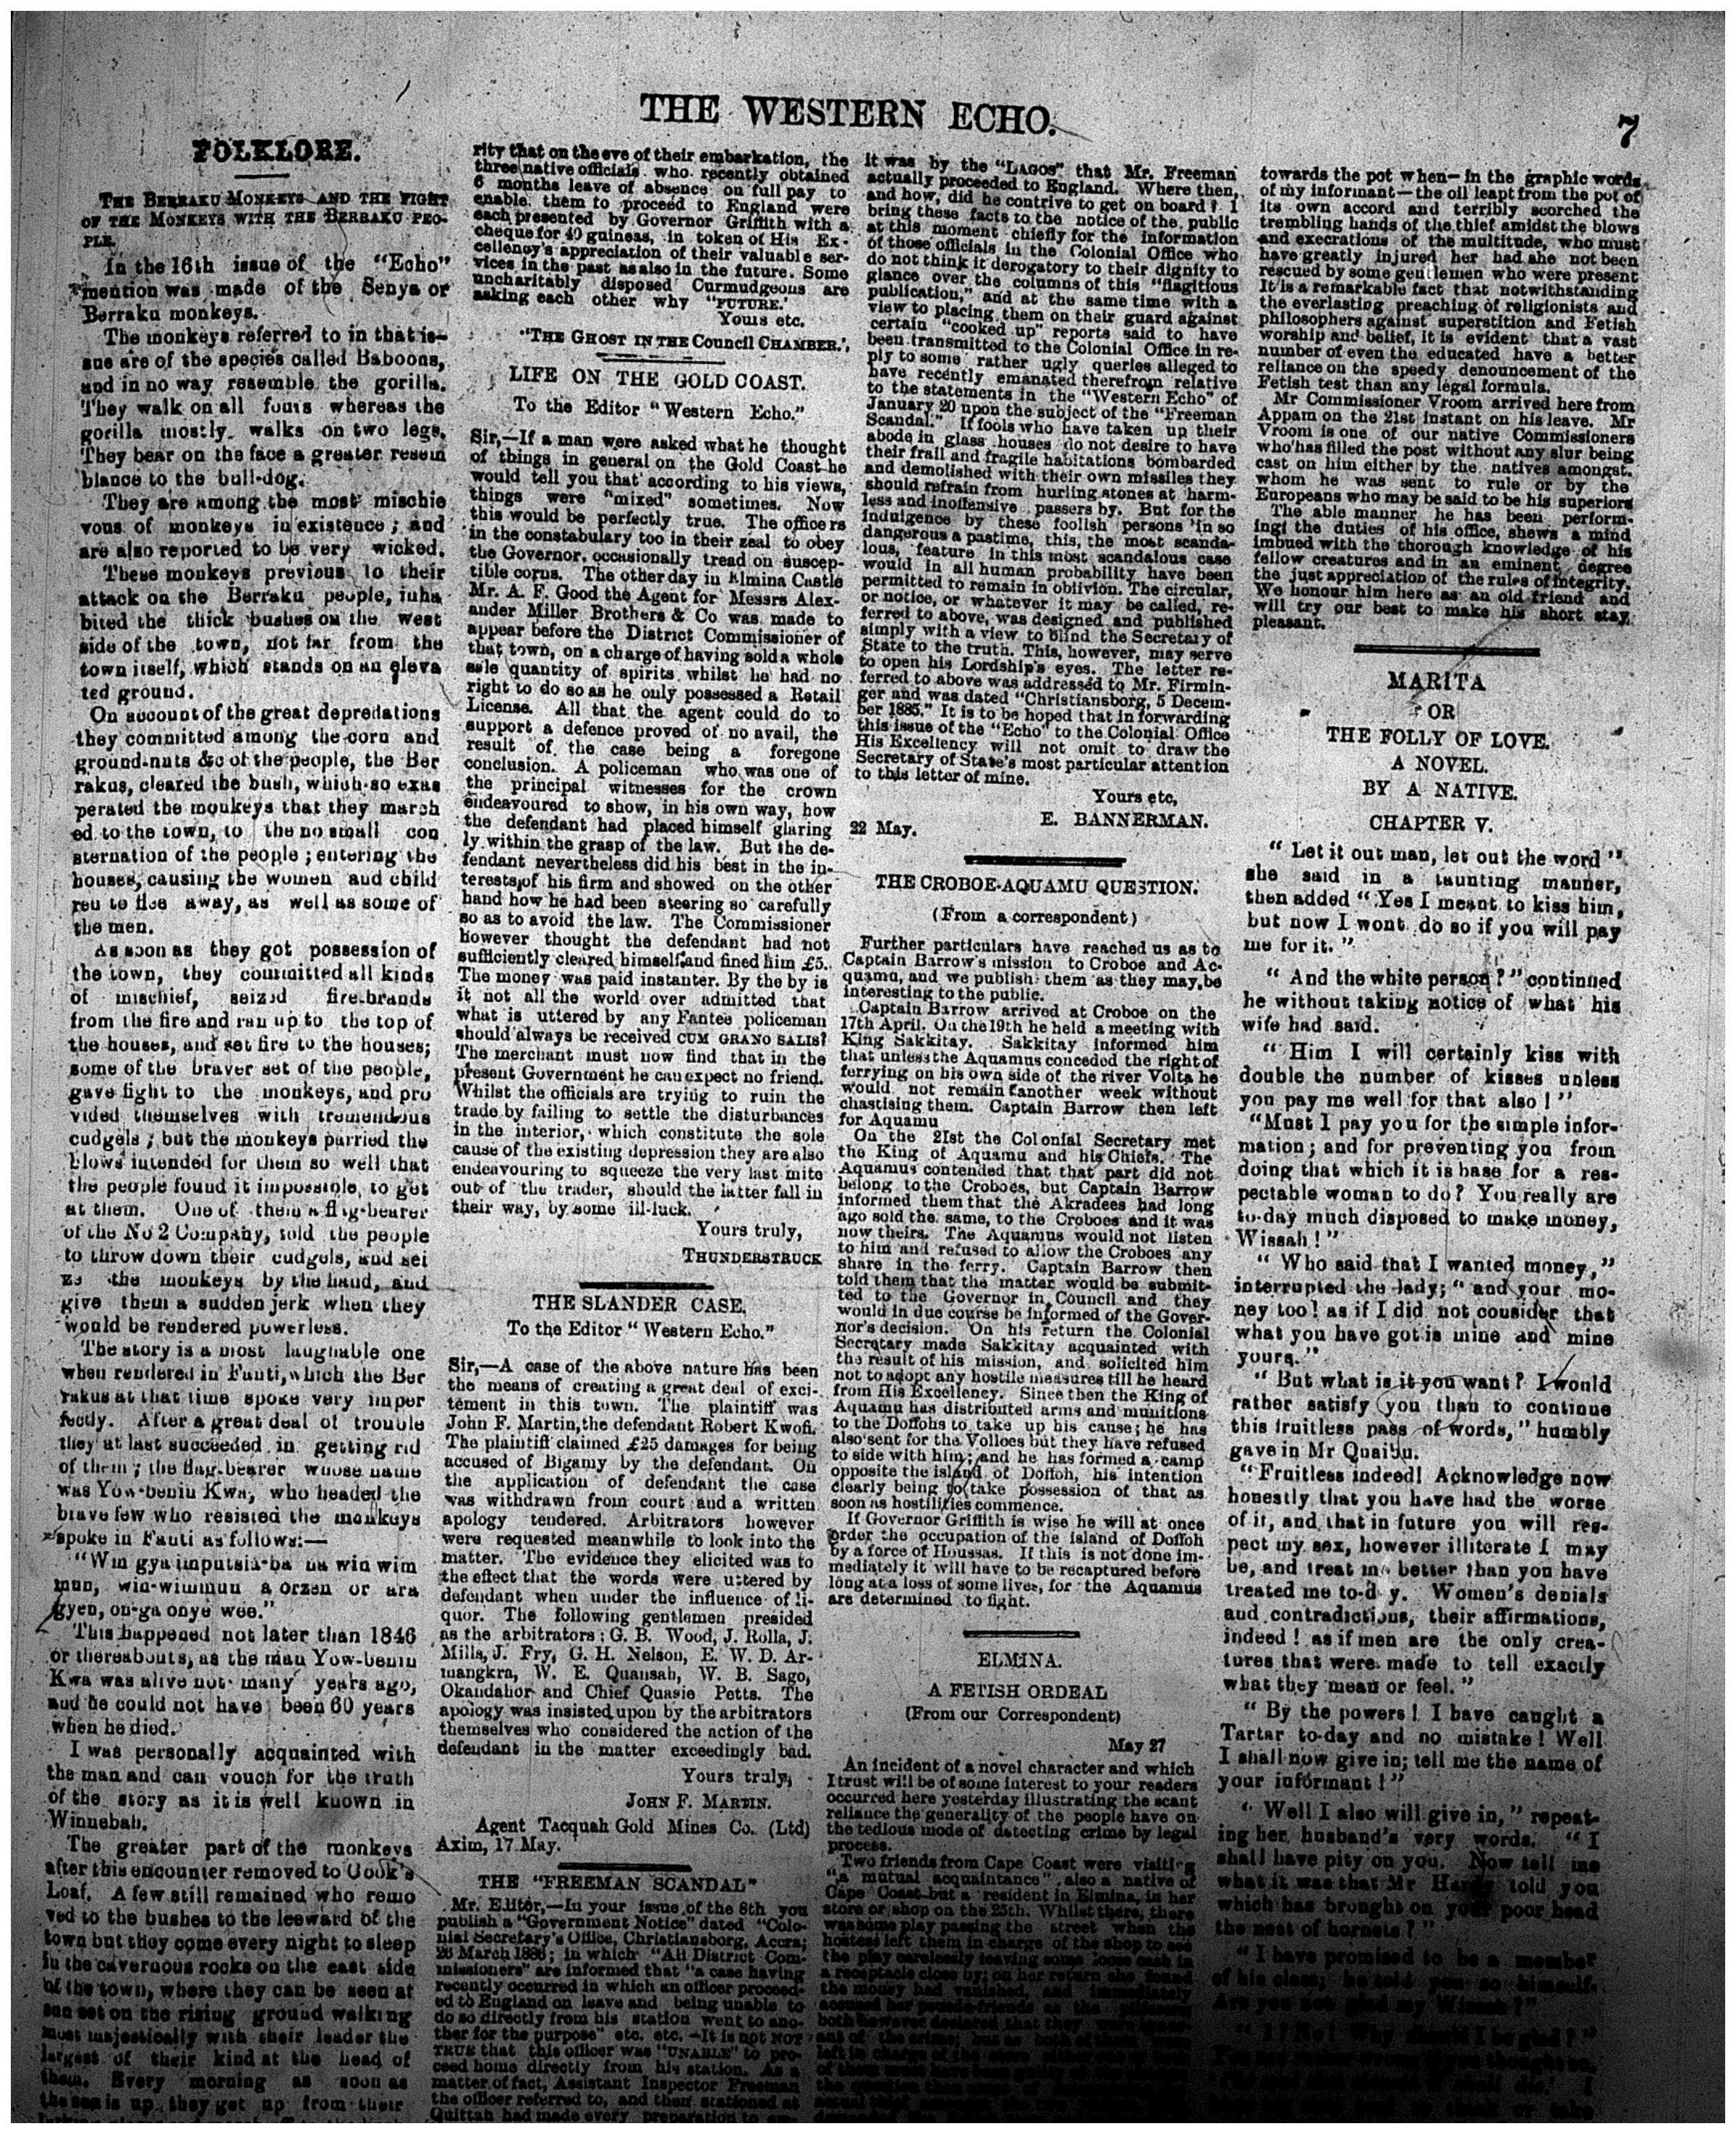 THE WESTERN ECHO.
7
FOLKLORE.
THE BERRAKU MONKEYS AND THE FIGHT
OF THE MONKEYS WITH THE BERRAKU PEO-
PLE.
In the 16th issue of the "Echo"
mention was made of the Senya or
Berraku monkeys.
The monkeys referred to in that is-
sue are of the species called Baboons,
and in no way resemble the gorilla.
They walk on all fours whereas the
gorilla mostly walks on two legs.
They bear on the face a greater resem
blance to the bull-dog.
They are among the most mischie
vous of monkeys in existence; and
are also reported to be very wicked.
These monkeys previous to their
attack on the Berraku people, inha
bited the thick bushes on the west
side of the town, not far from the
town itself, which stands on an eleva
ted ground.
On account of the great depredations
they committed among the corn and
ground-nuts &c of the people, the Ber
rakus, cleared the bush, which so exas
perated the monkeys that they march
ed to the town, to the no small con
sternation of the people; entering the
houses, causing the women and child
ren to flee away, as well as some of
the men.
As soon as they got possession of
the town, they committed all kinds
of mischief, seized fire-brands
from the fire and ran up to the top of
the houses, and set fire to the houses;
some of the braver set of the people,
gave fight to the monkeys, and pro
vided themselves with tremendous
cudgels; but the monkeys parried the
blows intended for them so well that
the people found it impossible, to get
at them. One of them a flag-bearer
of the No 2 Company, told the people
to throw down their cudgels, and sei
ze the monkeys by the hand, and
give them a sudden jerk when they
would be rendered powerless.
The story is a most laughable one
when rendered in Fanti, which the Ber
rakus at that time spoke very imper
fectly. After a great deal of trouble
they at last succeeded in getting rid
of them; the flag-bearer whose name
was Yow-beniu Kwa, who headed the
brave few who resisted the monkeys
spoke in Fanti as follows:—
"Win gya imputsia-ba na win wim
mun, win-wimmun a orzen or ara
gyen, on-ga onye wee."
This happened not later than 1846
or thereabouts, as the man Yow-beniu
Kwa was alive not many years ago,
and he could not have been 60 years
when he died.
I was personally acquainted with
the man and can vouch for the truth
of the story as it is well known in
Winnebah.
The greater part of the monkeys
after this encounter removed to Cook's
Loaf. A few still remained who remo
ved to the bushes to the leeward of the
town but they come every night to sleep
in the cavernous rocks on the east side
of the town, where they can be seen at
sun set on the rising ground walking
most majestically with their leader the
largest of their kind at the head of
them. Every morning as soon as
the sun is up, they get up from their
rity that on the eve of their embarkation, the
three native officials who recently obtained
6 months leave of absence on full pay to
enable them to proceed to England were
each presented by Governor Griffith with a
cheque for 40 guineas, in token of His Ex-
cellency's appreciation of their valuable ser-
vices in the past as also in the future. Some
uncharitably disposed Curmudgeons are
asking each other why "FUTURE."
Yours etc.
"THE GHOST IN THE Council CHAMBER."
LIFE ON THE GOLD COAST.
To the Editor "Western Echo."
Sir,—If a man were asked what he thought
of things in general on the Gold Coast he
would tell you that according to his views,
things were "mixed" sometimes. Now
this would be perfectly true. The officers
in the constabulary too in their zeal to obey
the Governor, occasionally tread on suscep-
tible corns. The other day in Elmina Castle
Mr. A. F. Good the Agent for Messrs Alex-
ander Miller Brothers & Co was made to
appear before the District Commissioner of
that town, on a charge of having sold a whole
sale quantity of spirits whilst he had no
right to do so as he only possessed a Retail
License. All that the agent could do to
support a defence proved of no avail, the
result of the case being a foregone
conclusion. A policeman who was one of
the principal witnesses for the crown
endeavoured to show, in his own way, how
the defendant had placed himself glaring
ly within the grasp of the law. But the de-
fendant nevertheless did his best in the in-
terests of his firm and showed on the other
hand how he had been steering so carefully
so as to avoid the law. The Commissioner
however thought the defendant had not
sufficiently cleared himself and fined him £5.
The money was paid instanter. By the by is
it not all the world over admitted that
what is uttered by any Fantee policeman
should always be received CUM GRANO SALIS?
The merchant must now find that in the
present Government he can expect no friend.
Whilst the officials are trying to ruin the
trade by failing to settle the disturbances
in the interior, which constitute the sole
cause of the existing depression they are also
endeavouring to squeeze the very last mite
out of the trader, should the latter fall in
their way, by some ill-luck.
Yours truly,
THUNDERSTRUCK
THE SLANDER CASE.
To the Editor "Western Echo."
Sir,—A case of the above nature has been
the means of creating a great deal of exci-
tement in this town. The plaintiff was
John F. Martin, the defendant Robert Kwofi.
The plaintiff claimed £25 damages for being
accused of Bigamy by the defendant. On
the application of defendant the case
was withdrawn from court and a written
apology tendered. Arbitrators however
were requested meanwhile to look into the
matter. The evidence they elicited was to
the effect that the words were uttered by
defendant when under the influence of li-
quor. The following gentlemen presided
as the arbitrators: G. B. Wood, J. Rolla, J.
Mills, J. Fry, G. H. Nelson, E. W. D. Ar-
mangkra, W. E. Quansah, W. B. Sago,
Okandahor and Chief Quasie Petts. The
apology was insisted upon by the arbitrators
themselves who considered the action of the
defendant in the matter exceedingly bad.
Yours truly,
JOHN F. MARTIN.
Agent Tacquah Gold Mines Co. (Ltd)
Axim, 17 May.
THE "FREEMAN SCANDAL"
Mr. Editor,—In your issue of the 8th you
publish a "Government Notice" dated "Colo-
nial Secretary's Office, Christiansborg, Accra;
26 March 1886; in which "All District Com-
missioners" are informed that "a case having
recently occurred in which an officer proceed-
ed to England on leave and being unable to
do so directly from his station went to ano-
ther for the purpose" etc. etc.—It is not NOT
TRUE that this officer was "UNABLE" to pro-
ceed home directly from his station. As a
matter of fact, Assistant Inspector Freeman
the officer referred to, and then stationed at
Quittah had made every preparation to
it was by the "LAGOS" that Mr. Freeman
actually proceeded to England. Where then,
and how, did he contrive to get on board? I
bring these facts to the notice of the public
at this moment chiefly for the information
of those officials in the Colonial Office who
do not think it derogatory to their dignity to
glance over the columns of this "flagitious
publication," and at the same time with a
view to placing them on their guard against
certain "cooked up" reports said to have
been transmitted to the Colonial Office in re-
ply to some rather ugly queries alleged to
have recently emanated therefrom relative
to the statements in the "Western Echo" of
January 20 upon the subject of the "Freeman
Scandal." If fools who have taken up their
abode in glass houses do not desire to have
their frail and fragile habitations bombarded
and demolished with their own missiles they
should refrain from hurling stones at harm-
less and inoffensive passers by. But for the
indulgence by these foolish persons in so
dangerous a pastime, this, the most scanda-
lous, feature in this most scandalous case
would in all human probability have been
permitted to remain in oblivion. The circular,
or notice, or whatever it may be called, re-
ferred to above, was designed and published
simply with a view to blind the Secretary of
State to the truth. This, however, may serve
to open his Lordship's eyes. The letter re-
ferred to above was addressed to Mr. Firmin-
ger and was dated "Christiansborg, 5 Decem-
ber 1885." It is to be hoped that in forwarding
this issue of the "Echo" to the Colonial Office
His Excellency will not omit to draw the
Secretary of State's most particular attention
to this letter of mine.
Yours etc,
E. BANNERMAN.
22 May.
THE CROBOE-AQUAMU QUESTION.
(From a correspondent)
Further particulars have reached us as to
Captain Barrow's mission to Croboe and Ac-
quamu, and we publish them as they may be
interesting to the public.
Captain Barrow arrived at Croboe on the
17th April. On the 19th he held a meeting with
King Sakkitay. Sakkitay informed him
that unless the Aquamus conceded the right of
ferrying on his own side of the river Volta he
would not remain another week without
chastising them. Captain Barrow then left
for Aquamu
On the 21st the Colonial Secretary met
the King of Aquamu and his Chiefs. The
Aquamus contended that that part did not
belong to the Croboes, but Captain Barrow
informed them that the Akradees had long
ago sold the same, to the Croboes and it was
now theirs. The Aquamus would not listen
to him and refused to allow the Croboes any
share in the ferry. Captain Barrow then
told them that the matter would be submit-
ted to the Governor in Council and they
would in due course be informed of the Gover-
nor's decision. On his return the Colonial
Secretary made Sakkitay acquainted with
the result of his mission, and solicited him
not to adopt any hostile measures till he heard
from His Excellency. Since then the King of
Aquamu has distributed arms and munitions
to the Doffohs to take up his cause; he has
also sent for the Volloes but they have refused
to side with him; and he has formed a camp
opposite the island of Doffoh, his intention
clearly being to take possession of that as
soon as hostilities commence.
If Governor Griffith is wise he will at once
order the occupation of the island of Doffoh
by a force of Houssas. If this is not done im-
mediately it will have to be recaptured before
long at a loss of some lives, for the Aquamus
are determined to fight.
ELMINA.
A FETISH ORDEAL
(From our Correspondent)
May 27
An incident of a novel character and which
I trust will be of some interest to your readers
occurred here yesterday illustrating the scant
reliance the generality of the people have on
the tedious mode of detecting crime by legal
process.
Two friends from Cape Coast were visiting
"a mutual acquaintance" also a native of
Cape Coast but a resident in Elmina, in her
store or shop on the 25th. Whilst there, there
was some play passing the street when the
hostess left them in charge of the shop to see
the play carelessly leaving some loose cash in
a receptacle close by; on her return she found
the money had vanished, and immediately
accused her
both however declared that they were
of the crime; but as both of
left in charge of the
towards the pot when—in the graphic words
of my informant—the oil leapt from the pot of
its own accord and terribly scorched the
trembling hands of the thief amidst the blows
and execrations of the multitude, who must
have greatly injured her had she not been
rescued by some gentlemen who were present
It is a remarkable fact that notwithstanding
the everlasting preaching of religionists and
philosophers against superstition and Fetish
worship and belief, it is evident that a vast
number of even the educated have a better
reliance on the speedy denouncement of the
Fetish test than any legal formula.
Mr Commissioner Vroom arrived here from
Appam on the 21st instant on his leave. Mr
Vroom is one of our native Commissioners
who has filled the post without any slur being
cast on him either by the natives amongst
whom he was sent to rule or by the
Europeans who may be said to be his superiors
The able manner he has been perform-
ing the duties of his office, shews a mind
imbued with the thorough knowledge of his
fellow creatures and in an eminent degree
the just appreciation of the rules of integrity.
We honour him here as an old friend and
will try our best to make his short stay
pleasant.
MARITA
OR
THE FOLLY OF LOVE.
A NOVEL.
BY A NATIVE.
CHAPTER V.
"Let it out man, let out the word"
she said in a taunting manner,
then added "Yes I meant to kiss him,
but now I wont do so if you will pay
me for it."
"And the white person?" continued
he without taking notice of what his
wife had said.
"Him I will certainly kiss with
double the number of kisses unless
you pay me well for that also!"
"Must I pay you for the simple infor-
mation; and for preventing you from
doing that which it is base for a res-
pectable woman to do? You really are
to-day much disposed to make money,
Wissah!"
"Who said that I wanted money,"
interrupted the lady; "and your mo-
ney too! as if I did not consider that
what you have got is mine and mine
yours."
"But what is it you want? I would
rather satisfy you than to continue
this fruitless pass of words," humbly
gave in Mr Quaibu.
"Fruitless indeed! Acknowledge now
honestly that you have had the worse
of it, and that in future you will res-
pect my sex, however illiterate I may
be, and treat me better than you have
treated me to-d y. Women's denials
and contradictions, their affirmations,
indeed! as if men are the only crea-
tures that were made to tell exactly
what they mean or feel."
"By the powers! I have caught a
Tartar to-day and no mistake! Well
I shall now give in; tell me the name of
your informant!"
"Well I also will give in," repeat-
ing her husband's very words. "I
shall have pity on you. Now tell me
what it was that Mr Hardy told you
which has brought on your poor head
the nest of hornets?"
"I have promised to be a member
of his class; he told you so himself.
Are you not glad my Wissah?"